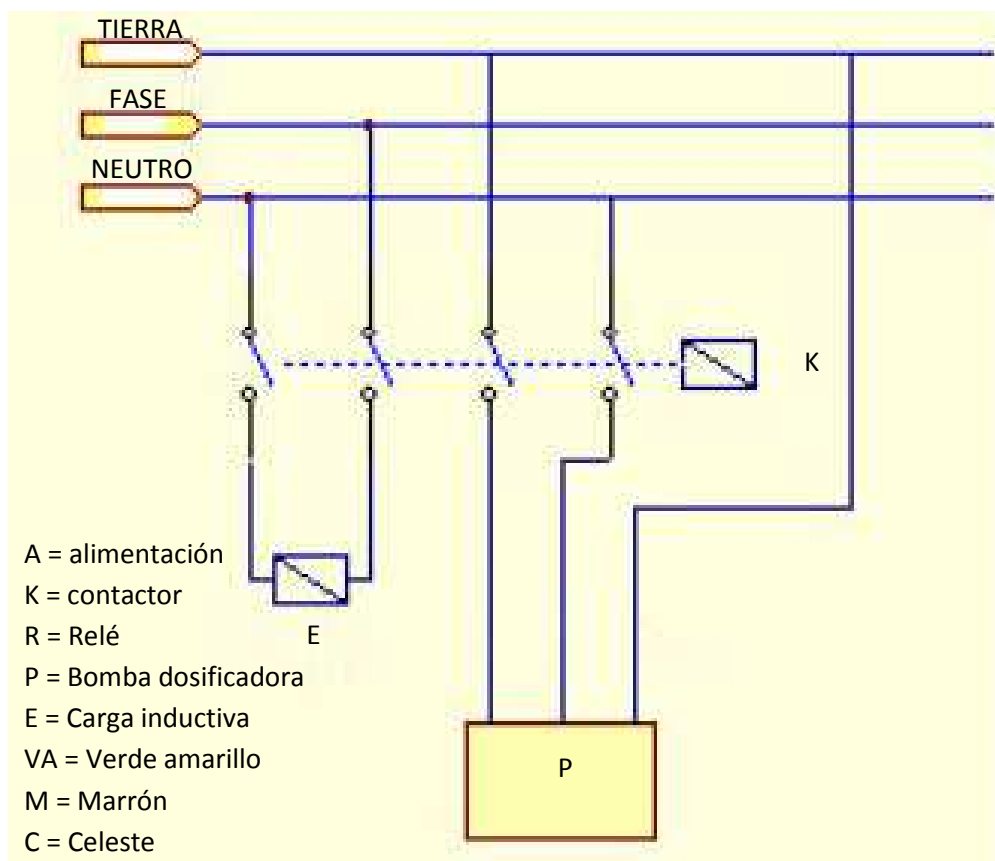 TIERRA
FASE
NEUTRO
K
A = alimentación
K = contactor
E
R = Relé
P = Bomba dosificadora
E = Carga inductiva
VA = Verde amarillo
P
M = Marrón
C = Celeste